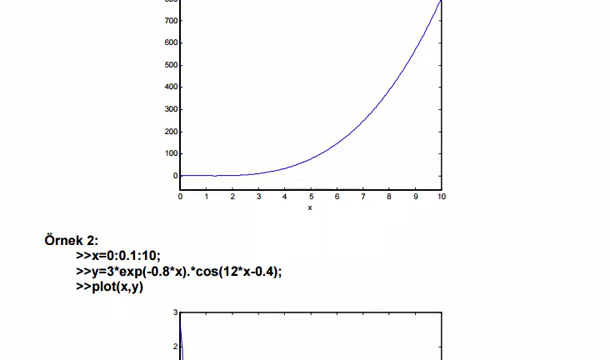 700
600
500
400
300
200
100
0
0 1 2 3 4 5 6 7 8 9 10
x
Örnek 2:
>>x=0:0.1:10;
>>y=3*exp(-0.8*x).*cos(12*x-0.4);
>>plot(x,y)
3
2